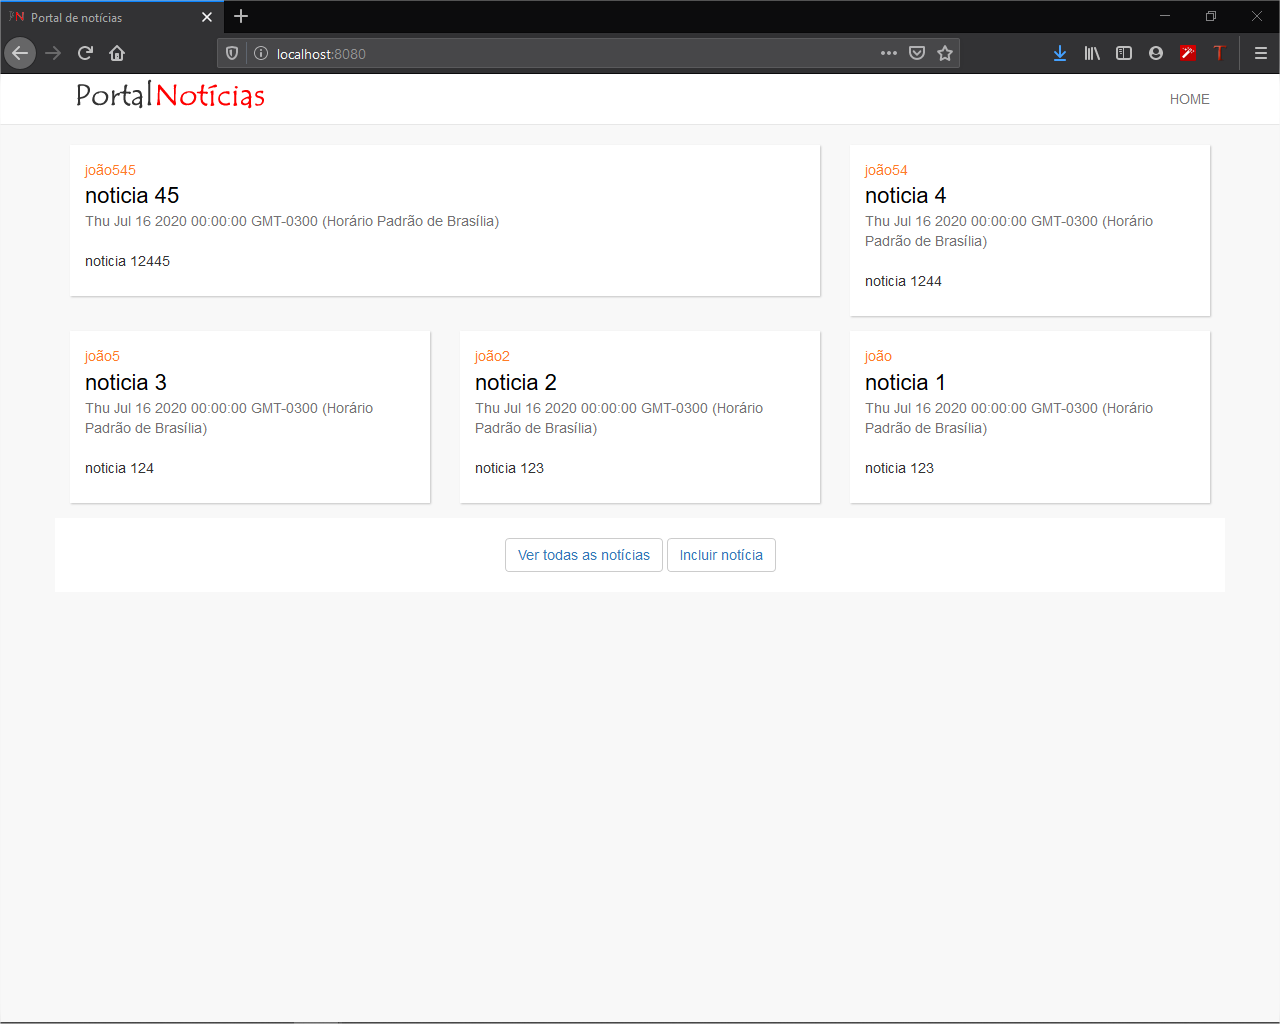 Portal de notícias
localhost:8080
PortalNotícias
HOME
joão545
noticia 45
Thu Jul 16 2020 00:00:00 GMT-0300 (Horário Padrão de Brasília)
noticia 12445
joão54
noticia 4
Thu Jul 16 2020 00:00:00 GMT-0300 (Horário
Padrão de Brasília)
noticia 1244
joão5
noticia 3
Thu Jul 16 2020 00:00:00 GMT-0300 (Horário
Padrão de Brasília)
noticia 124
joão2
noticia 2
Thu Jul 16 2020 00:00:00 GMT-0300 (Horário
Padrão de Brasília)
noticia 123
joão
noticia 1
Thu Jul 16 2020 00:00:00 GMT-0300 (Horário
Padrão de Brasília)
noticia 123
Ver todas as notícias
Incluir notícia